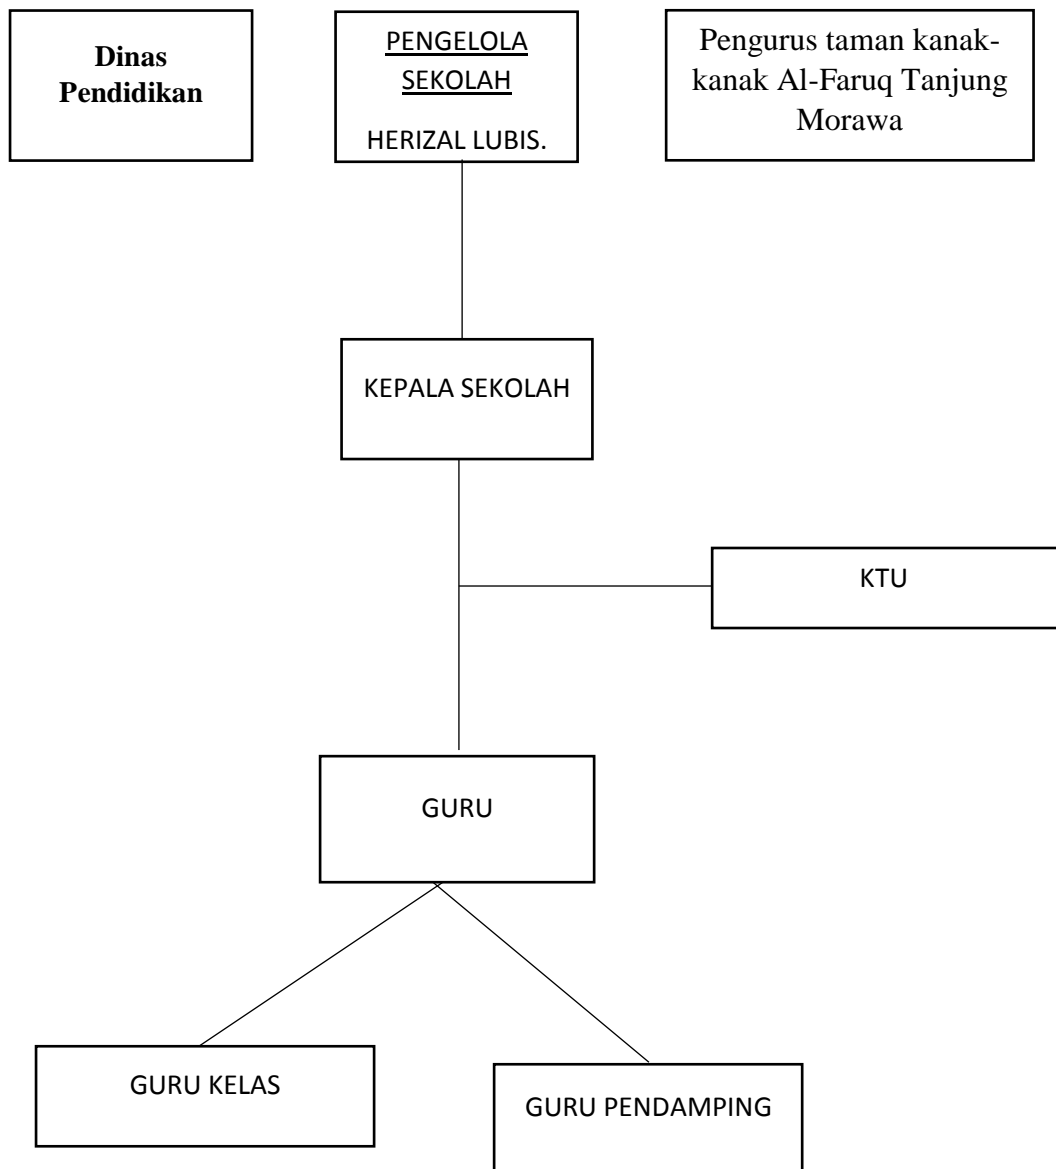 Dinas
Pendidikan
PENGELOLA
SEKOLAH
HERIZAL LUBIS.
Pengurus taman kanak-
kanak Al-Faruq Tanjung
Morawa
KEPALA SEKOLAH
KTU
GURU
GURU KELAS
GURU PENDAMPING